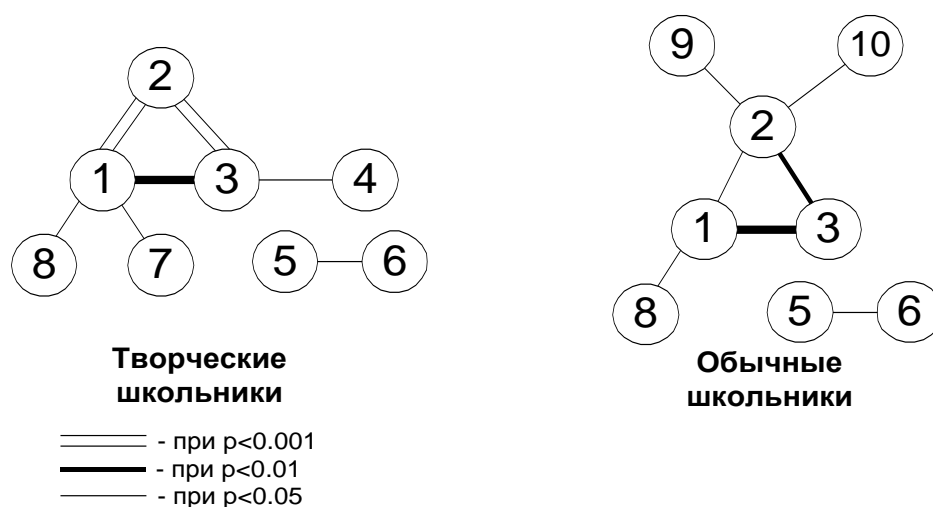 2
1
3
4
8
7
5
6
Творческие
школьники
- при p<0.001
- при p<0.01
- при p<0.05
9
10
2
1
3
8
5
6
Обычные
школьники